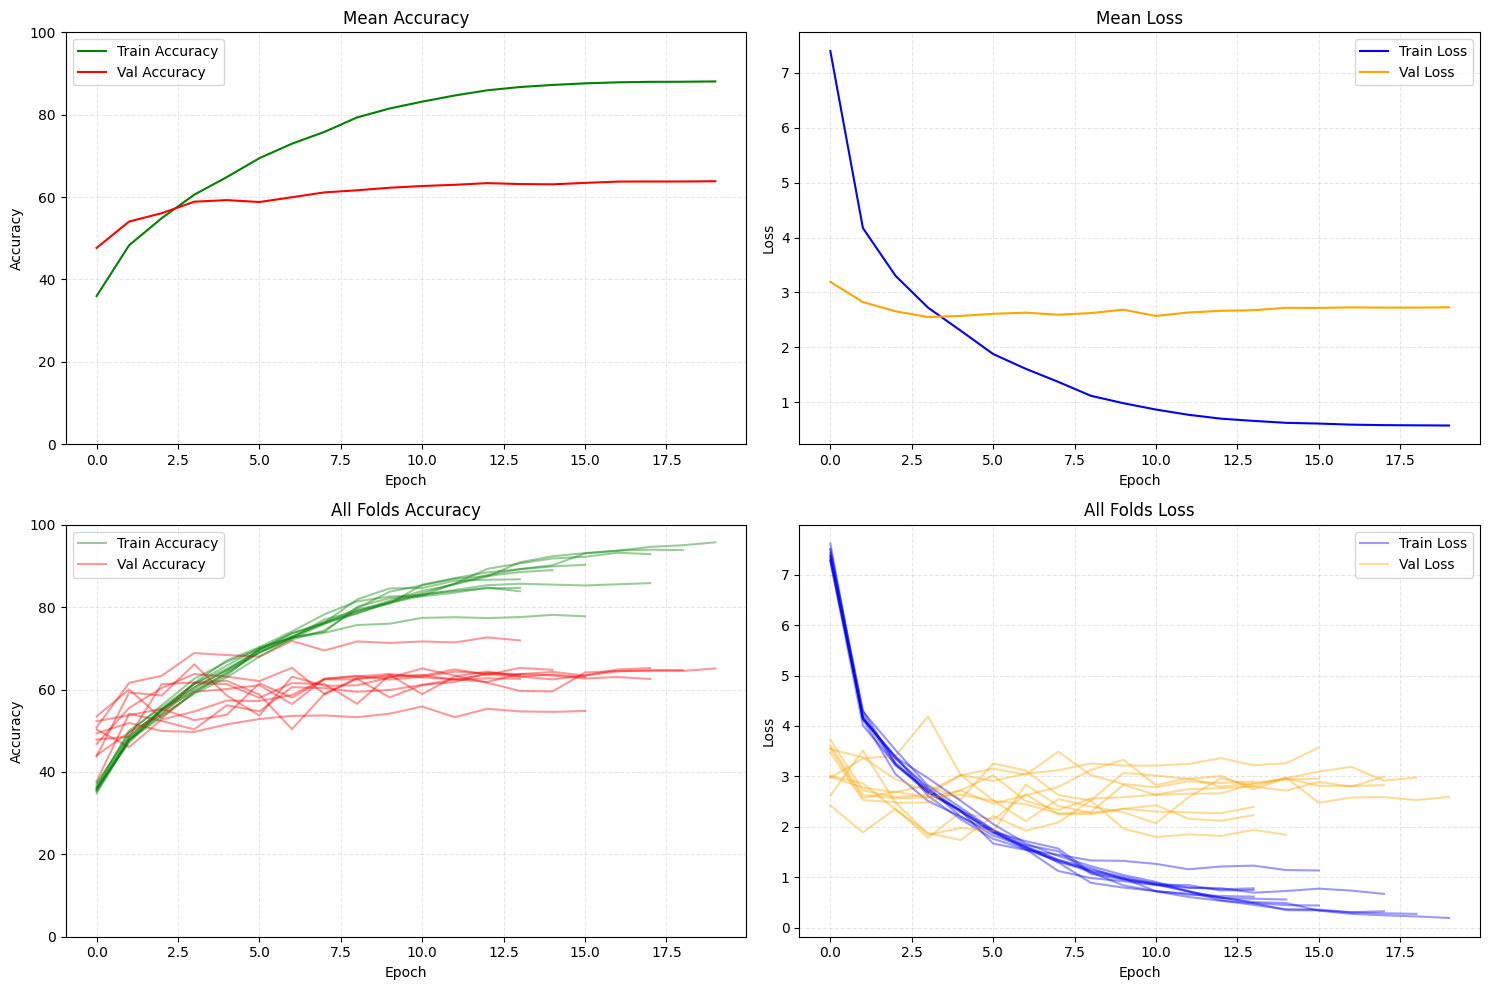 Mean Accuracy
Train Accuracy
Val Accuracy
Accuracy
100
80
60
40
20
0
0.0 2.5 5.0 7.5 10.0 12.5 15.0 17.5
Epoch
Mean Loss
Train Loss
Val Loss
Loss
7
6
5
4
3
2
1
0.0 2.5 5.0 7.5 10.0 12.5 15.0 17.5
Epoch
All Folds Accuracy
Train Accuracy
Val Accuracy
Accuracy
100
80
60
40
20
0
0.0 2.5 5.0 7.5 10.0 12.5 15.0 17.5
Epoch
All Folds Loss
Train Loss
Val Loss
Loss
7
6
5
4
3
2
1
0
0.0 2.5 5.0 7.5 10.0 12.5 15.0 17.5
Epoch